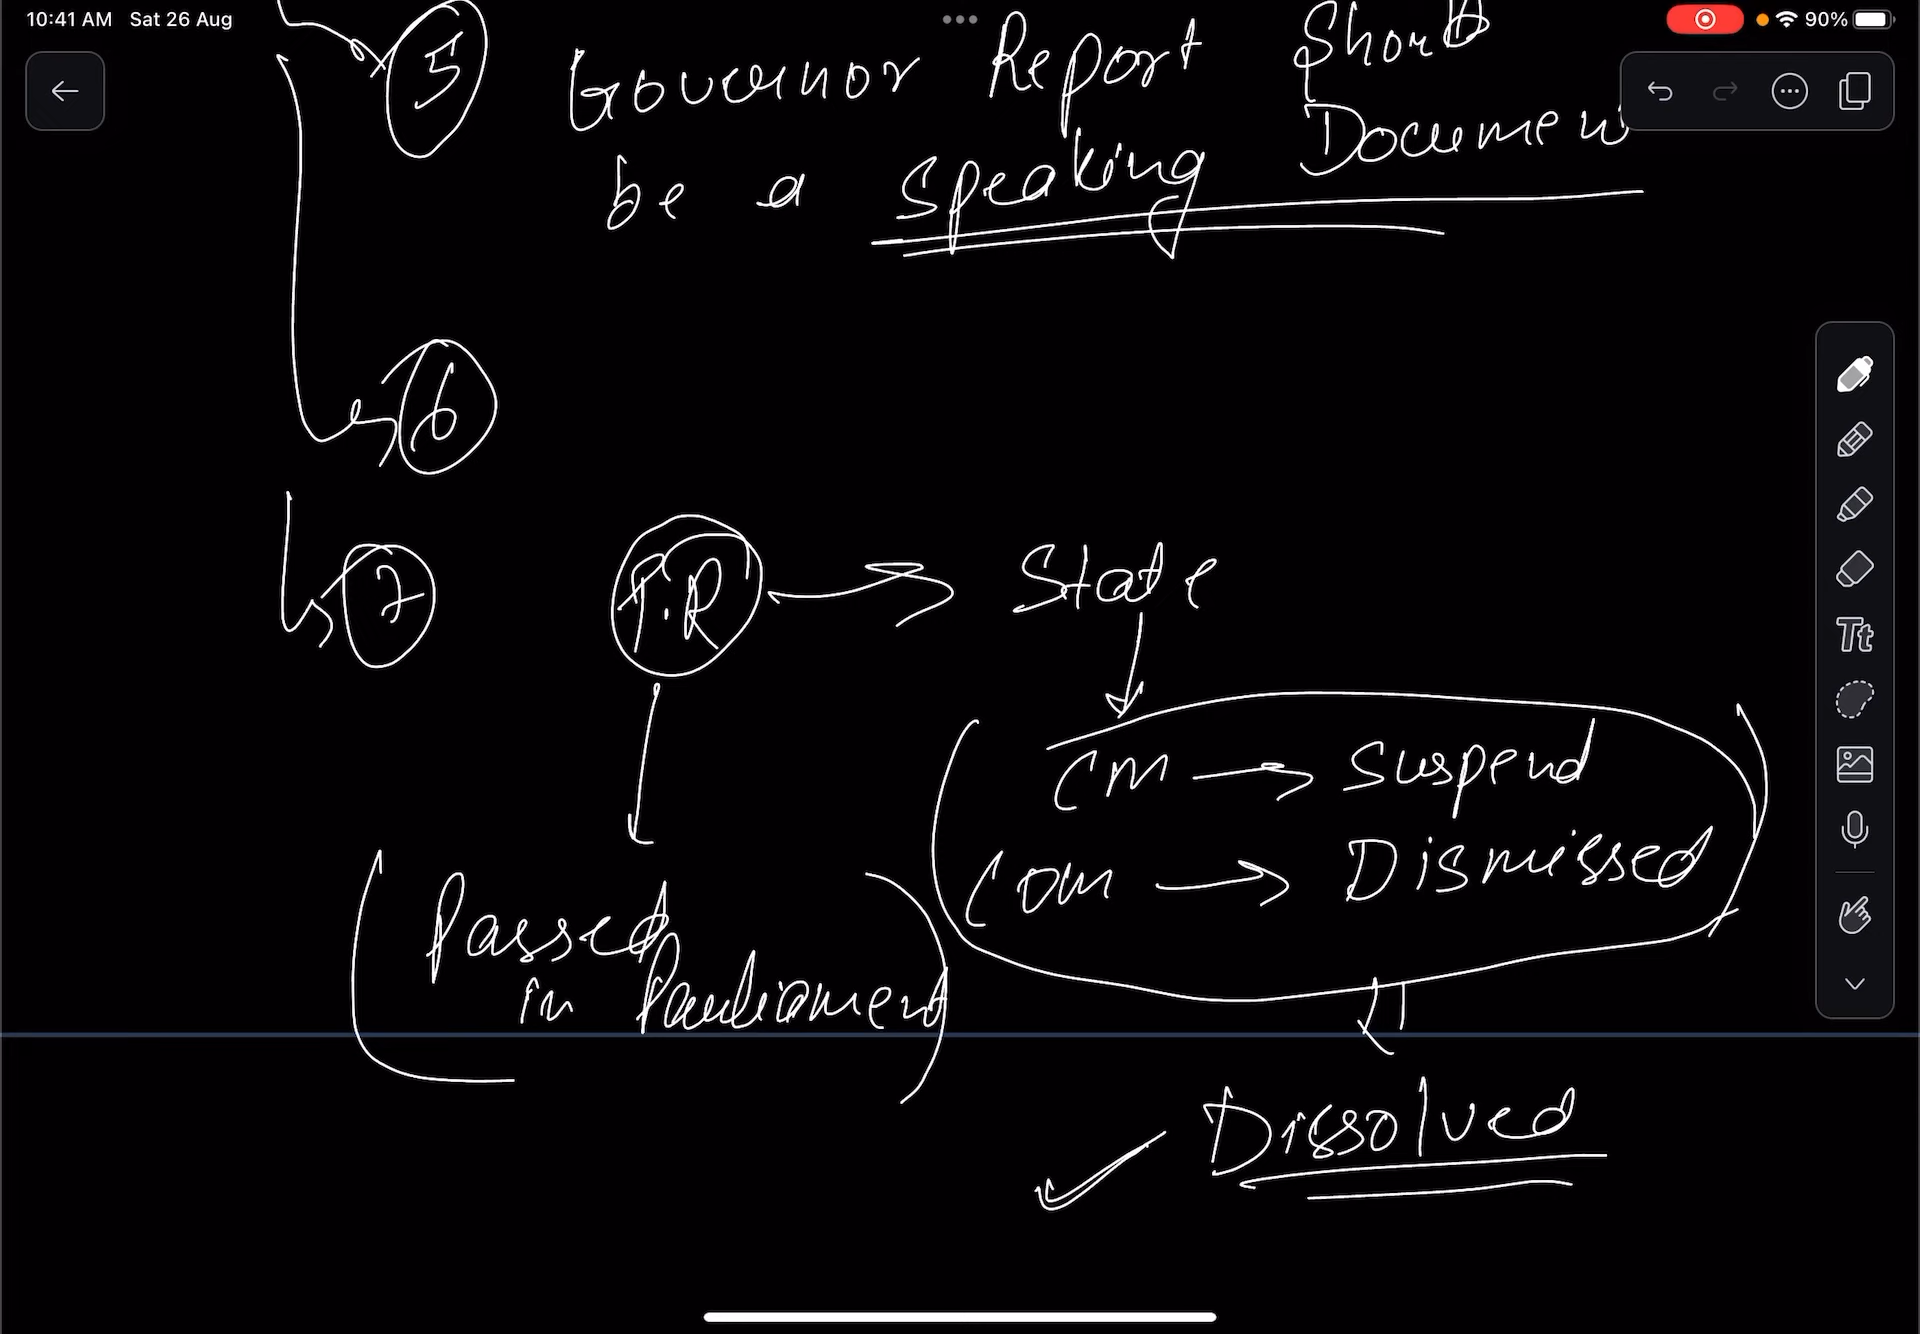 10:41 AM Sat 26 Aug
90%
5 Governor Report Should
be a Speaking Document
6
7 P.R → State
CM → Suspend
COM → Dismissed
Passed
in Parliament
Dissolved
Tt